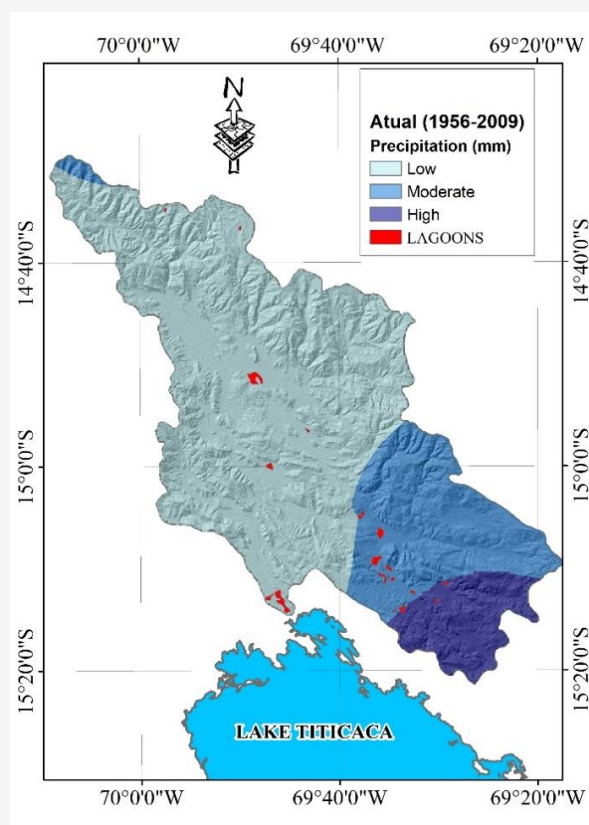 70°0'0"W 69°40'0"W 69°20'0"W
N
Atual (1956-2009)
Precipitation (mm)
Low
Moderate
High
LAGOONS
14°40'0"S
14°40'0"S
15°0'0"S
15°0'0"S
15°20'0"S
15°20'0"S
LAKE TITICACA
70°0'0"W 69°40'0"W 69°20'0"W